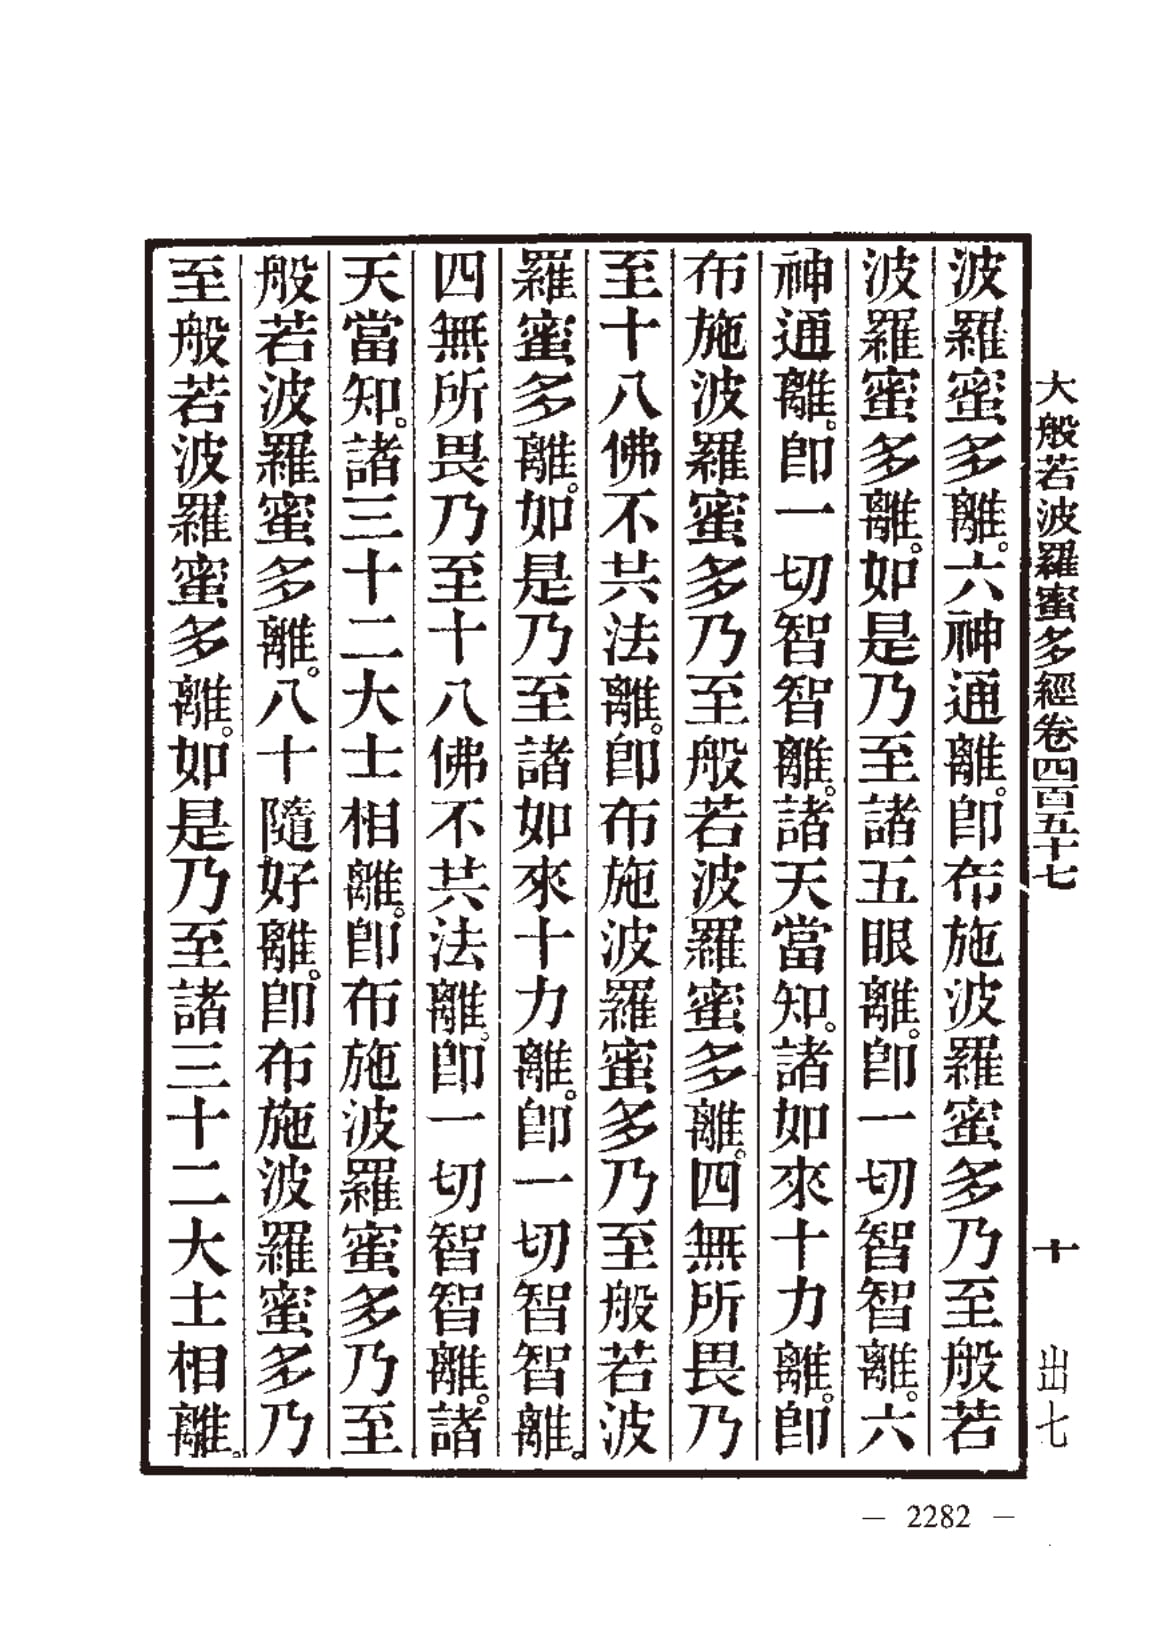 大般若波羅蜜多經卷四百五十七　十　出七
波羅蜜多離。六神通離。卽布施波羅蜜多乃至般若
波羅蜜多離。如是乃至諸五眼離。卽一切智智離。六
神通離。卽一切智智離。諸天當知。諸如來十力離。卽
布施波羅蜜多乃至般若波羅蜜多離。四無所畏乃
至十八佛不共法離。卽布施波羅蜜多乃至般若波
羅蜜多離。如是乃至諸如來十力離。卽一切智智離。
四無所畏乃至十八佛不共法離。卽一切智智離。諸
天當知。諸三十二大士相離。卽布施波羅蜜多乃至
般若波羅蜜多離。八十隨好離。卽布施波羅蜜多乃
至般若波羅蜜多離。如是乃至諸三十二大士相離。
— 2282 —